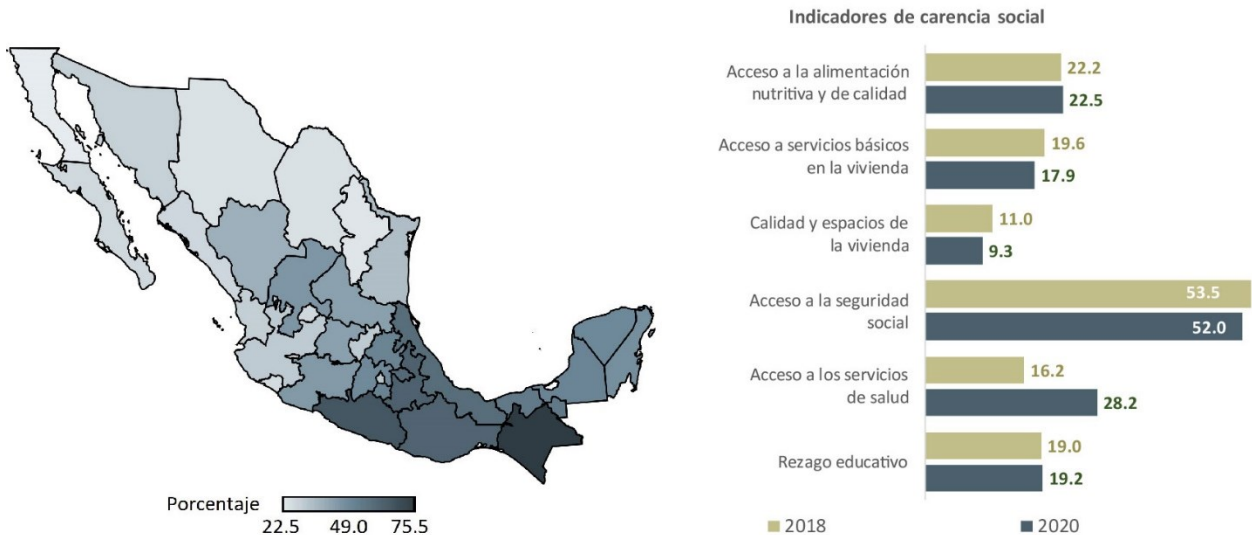 Indicadores de carencia social
Acceso a la alimentación
nutritiva y de calidad
22.2
22.5
Acceso a servicios básicos
en la vivienda
19.6
17.9
Calidad y espacios de
la vivienda
11.0
9.3
Acceso a la seguridad
social
53.5
52.0
Acceso a los servicios
de salud
16.2
28.2
Rezago educativo
19.0
19.2
2018 2020
Porcentaje
22.5 49.0 75.5